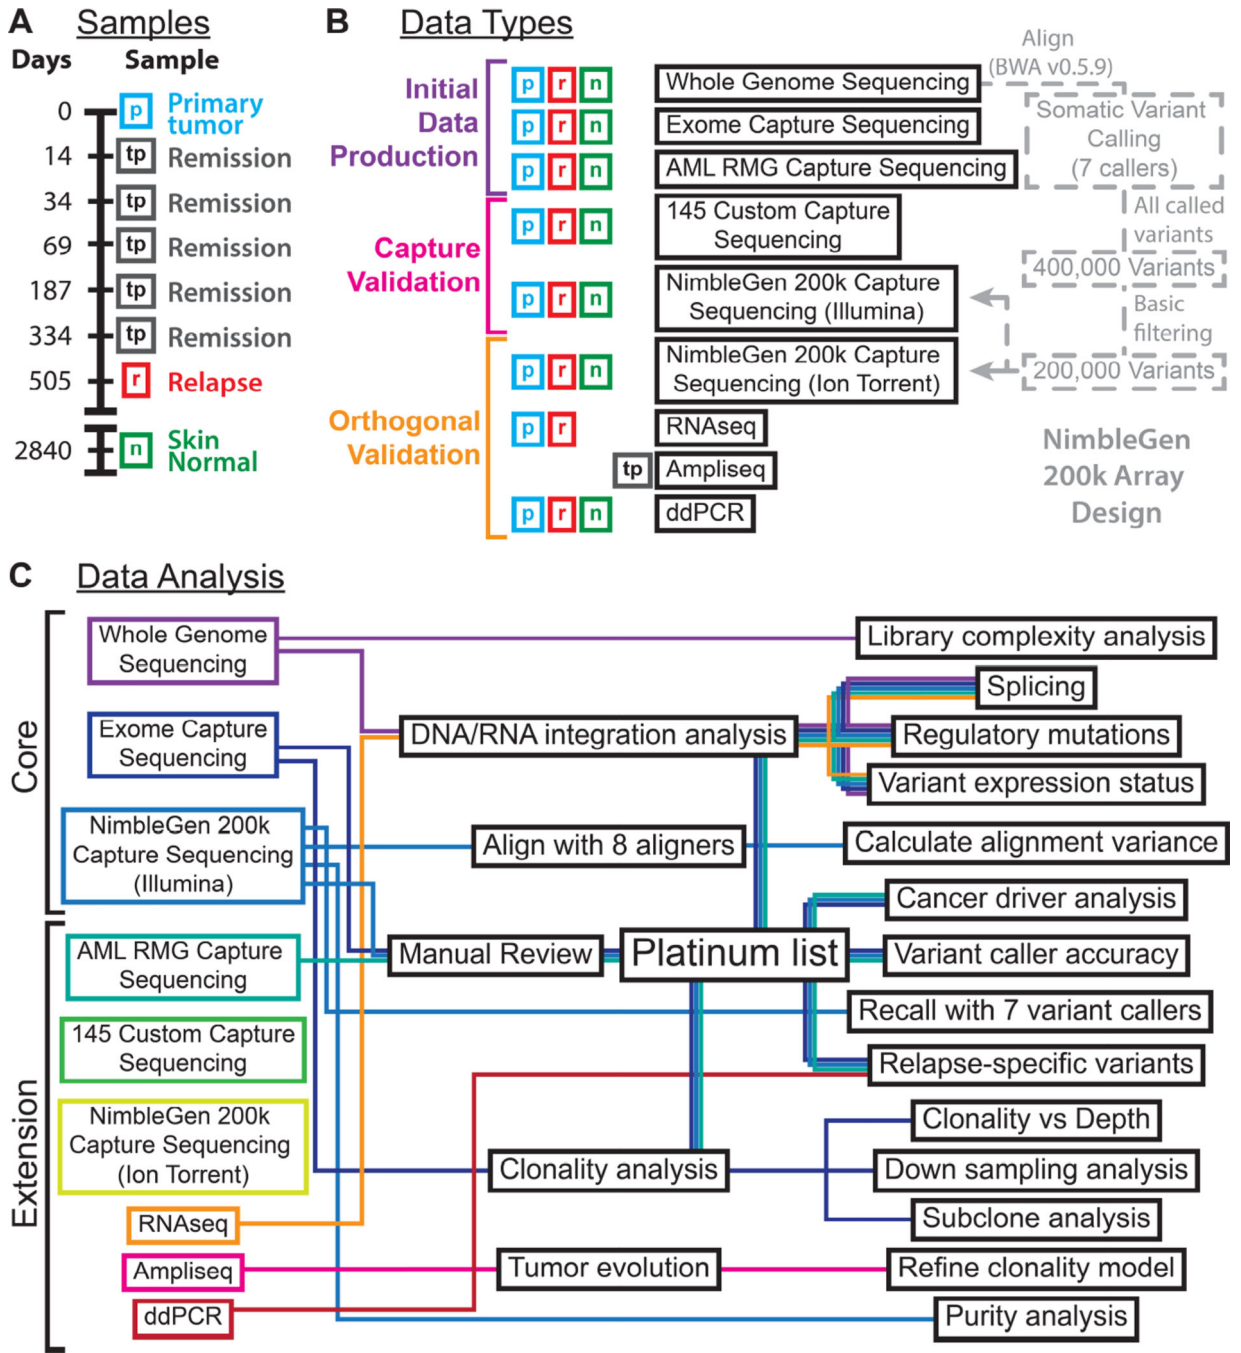 A Samples
Days Sample
0 p Primary
tumor
14 tp Remission
34 tp Remission
69 tp Remission
187 tp Remission
334 tp Remission
505 r Relapse
2840 n Skin
Normal
B Data Types
Initial
Data
Production
p r n Whole Genome Sequencing
p r n Exome Capture Sequencing
p r n AML RMG Capture Sequencing
Capture
Validation
p r n 145 Custom Capture
Sequencing
p r n NimbleGen 200k Capture
Sequencing (Illumina)
Orthogonal
Validation
p r n NimbleGen 200k Capture
Sequencing (Ion Torrent)
p r RNAseq
tp Ampliseq
p r n ddPCR
Align
(BWA v0.5.9)
Somatic Variant
Calling
(7 callers)
All called
variants
400,000 Variants
Basic
filtering
200,000 Variants
NimbleGen
200k Array
Design
C Data Analysis
Core
Whole Genome
Sequencing
Exome Capture
Sequencing
NimbleGen 200k
Capture Sequencing
(Illumina)
Extension
AML RMG Capture
Sequencing
145 Custom Capture
Sequencing
NimbleGen 200k
Capture Sequencing
(Ion Torrent)
RNAseq
Ampliseq
ddPCR
DNA/RNA integration analysis
Align with 8 aligners
Manual Review
Platinum list
Clonality analysis
Tumor evolution
Library complexity analysis
Splicing
Regulatory mutations
Variant expression status
Calculate alignment variance
Cancer driver analysis
Variant caller accuracy
Recall with 7 variant callers
Relapse-specific variants
Clonality vs Depth
Down sampling analysis
Subclone analysis
Refine clonality model
Purity analysis